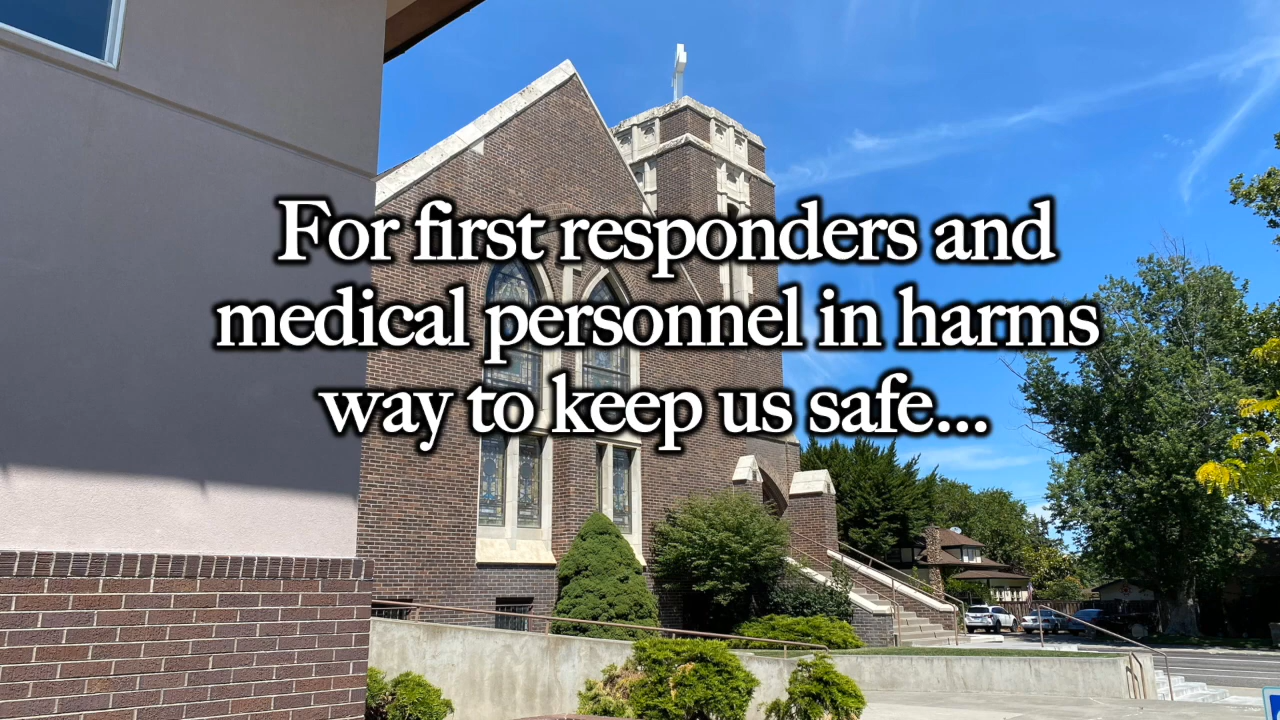 For first responders and
medical personnel in harms
way to keep us safe...